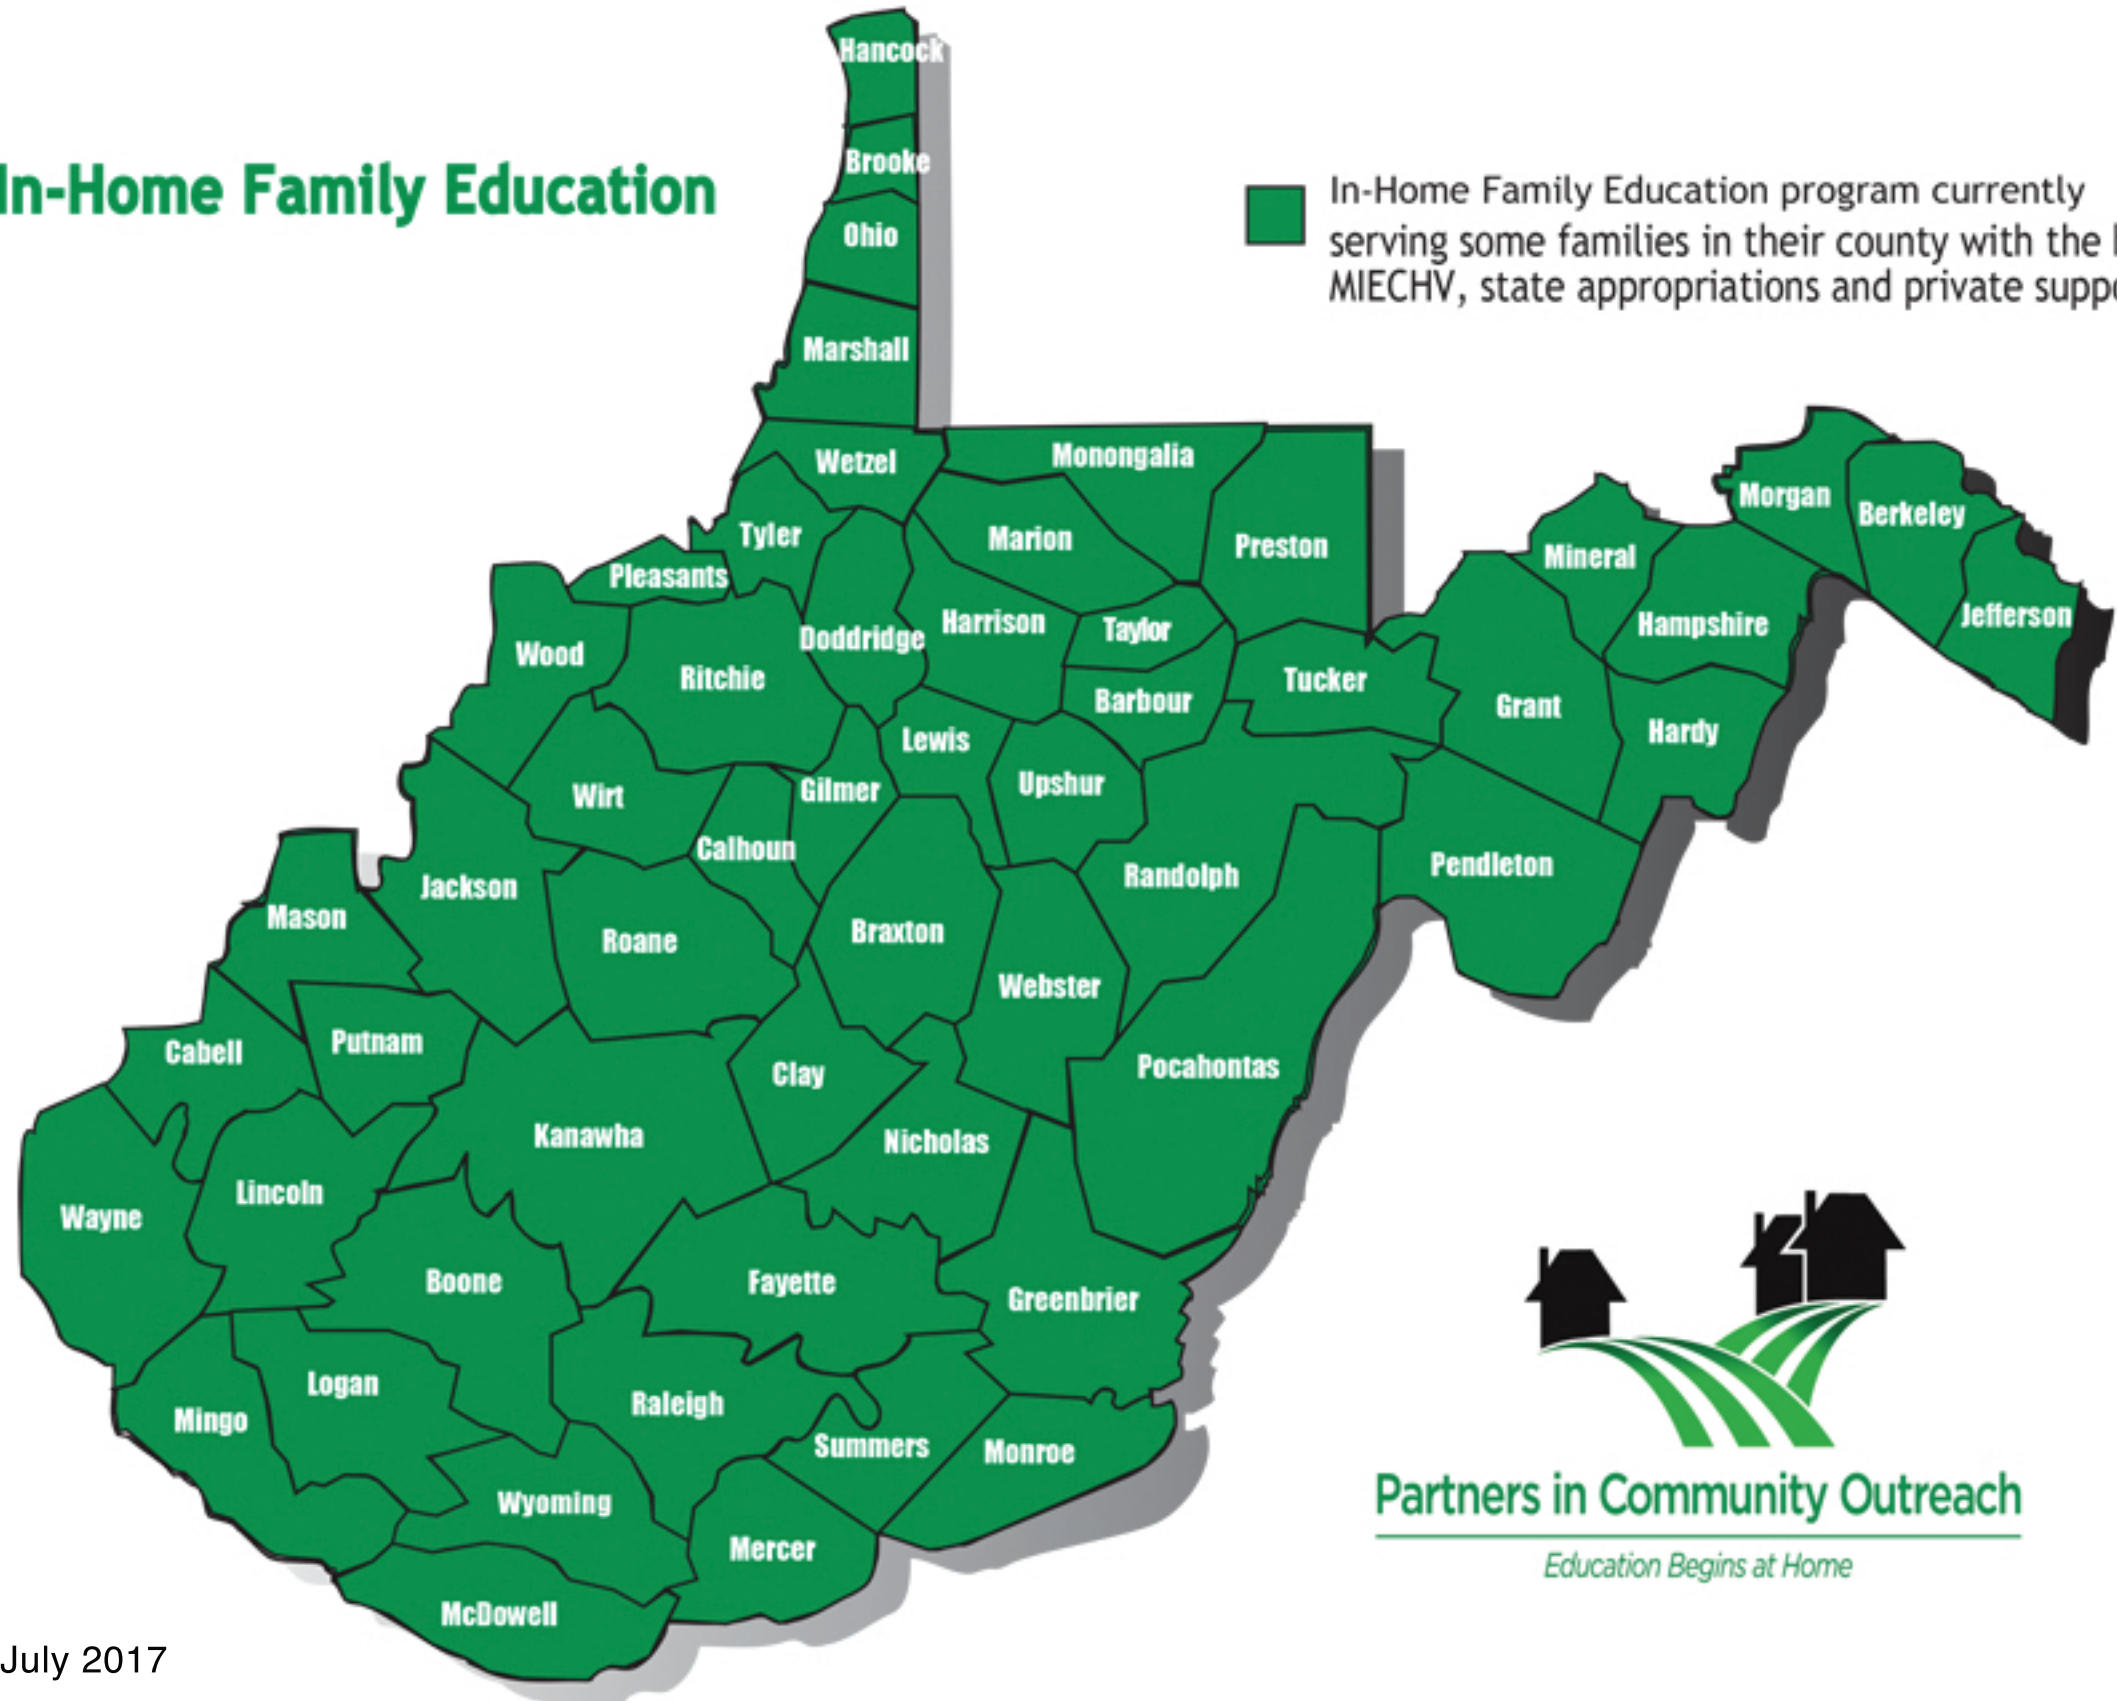 Hancock
Brooke
In-Home Family Education
In-Home Family Education program currently
serving some families in their county with the
MIECHV, state appropriations and private
Ohio
Marshall
Wetzel
Monongalia
Morgan
Berkeley
Tyler
Marion
Preston
Mineral
Pleasants
Jefferson
Harrison
Taylor
Hampshire
Doddridge
Wood
Ritchie
Tucker
Barbour
Grant
Hardy
Lewis
Upshur
Gilmer
Wirt
Calhoun
Pendleton
Randolph
Jackson
Mason
Braxton
Roane
Webster
Putnam
Cabell
Pocahontas
Clay
Kanawha
Nicholas
Lincoln
Wayne
Boone
Fayette
Greenbrier
Logan
Raleigh
Mingo
Summers
Monroe
Wyoming
Mercer
McDowell
Partners in Community Outreach
Education Begins at Home
July 2017